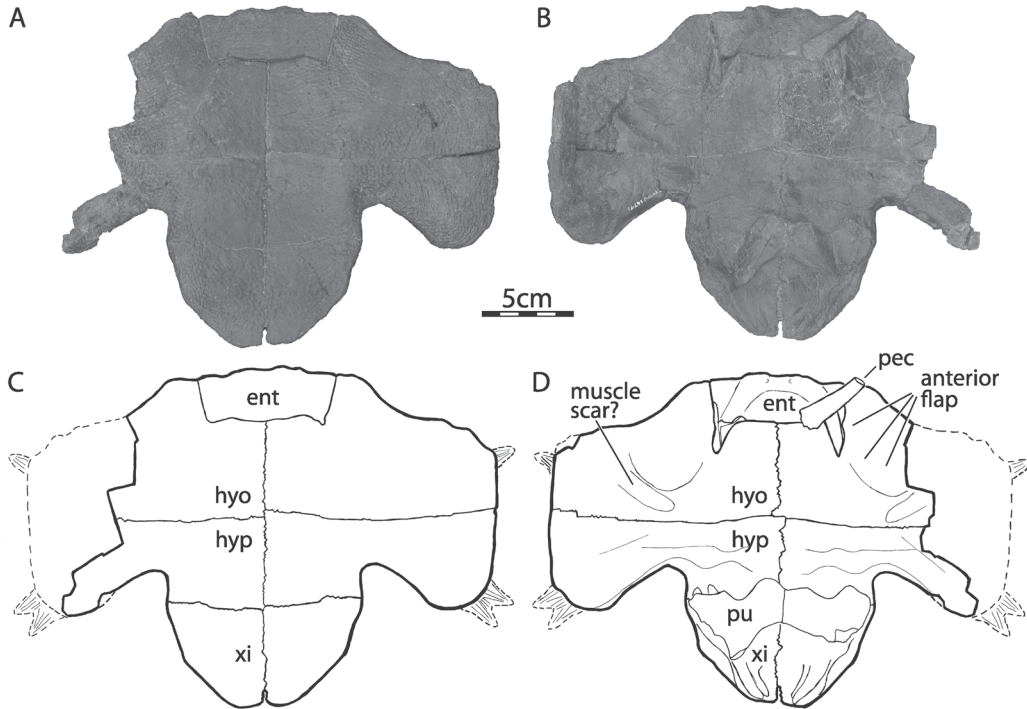 A
B
5cm
C
D
ent
hyo
hyp
xi
muscle
scar?
pec
anterior
flap
ent
hyo
hyp
pu
xi